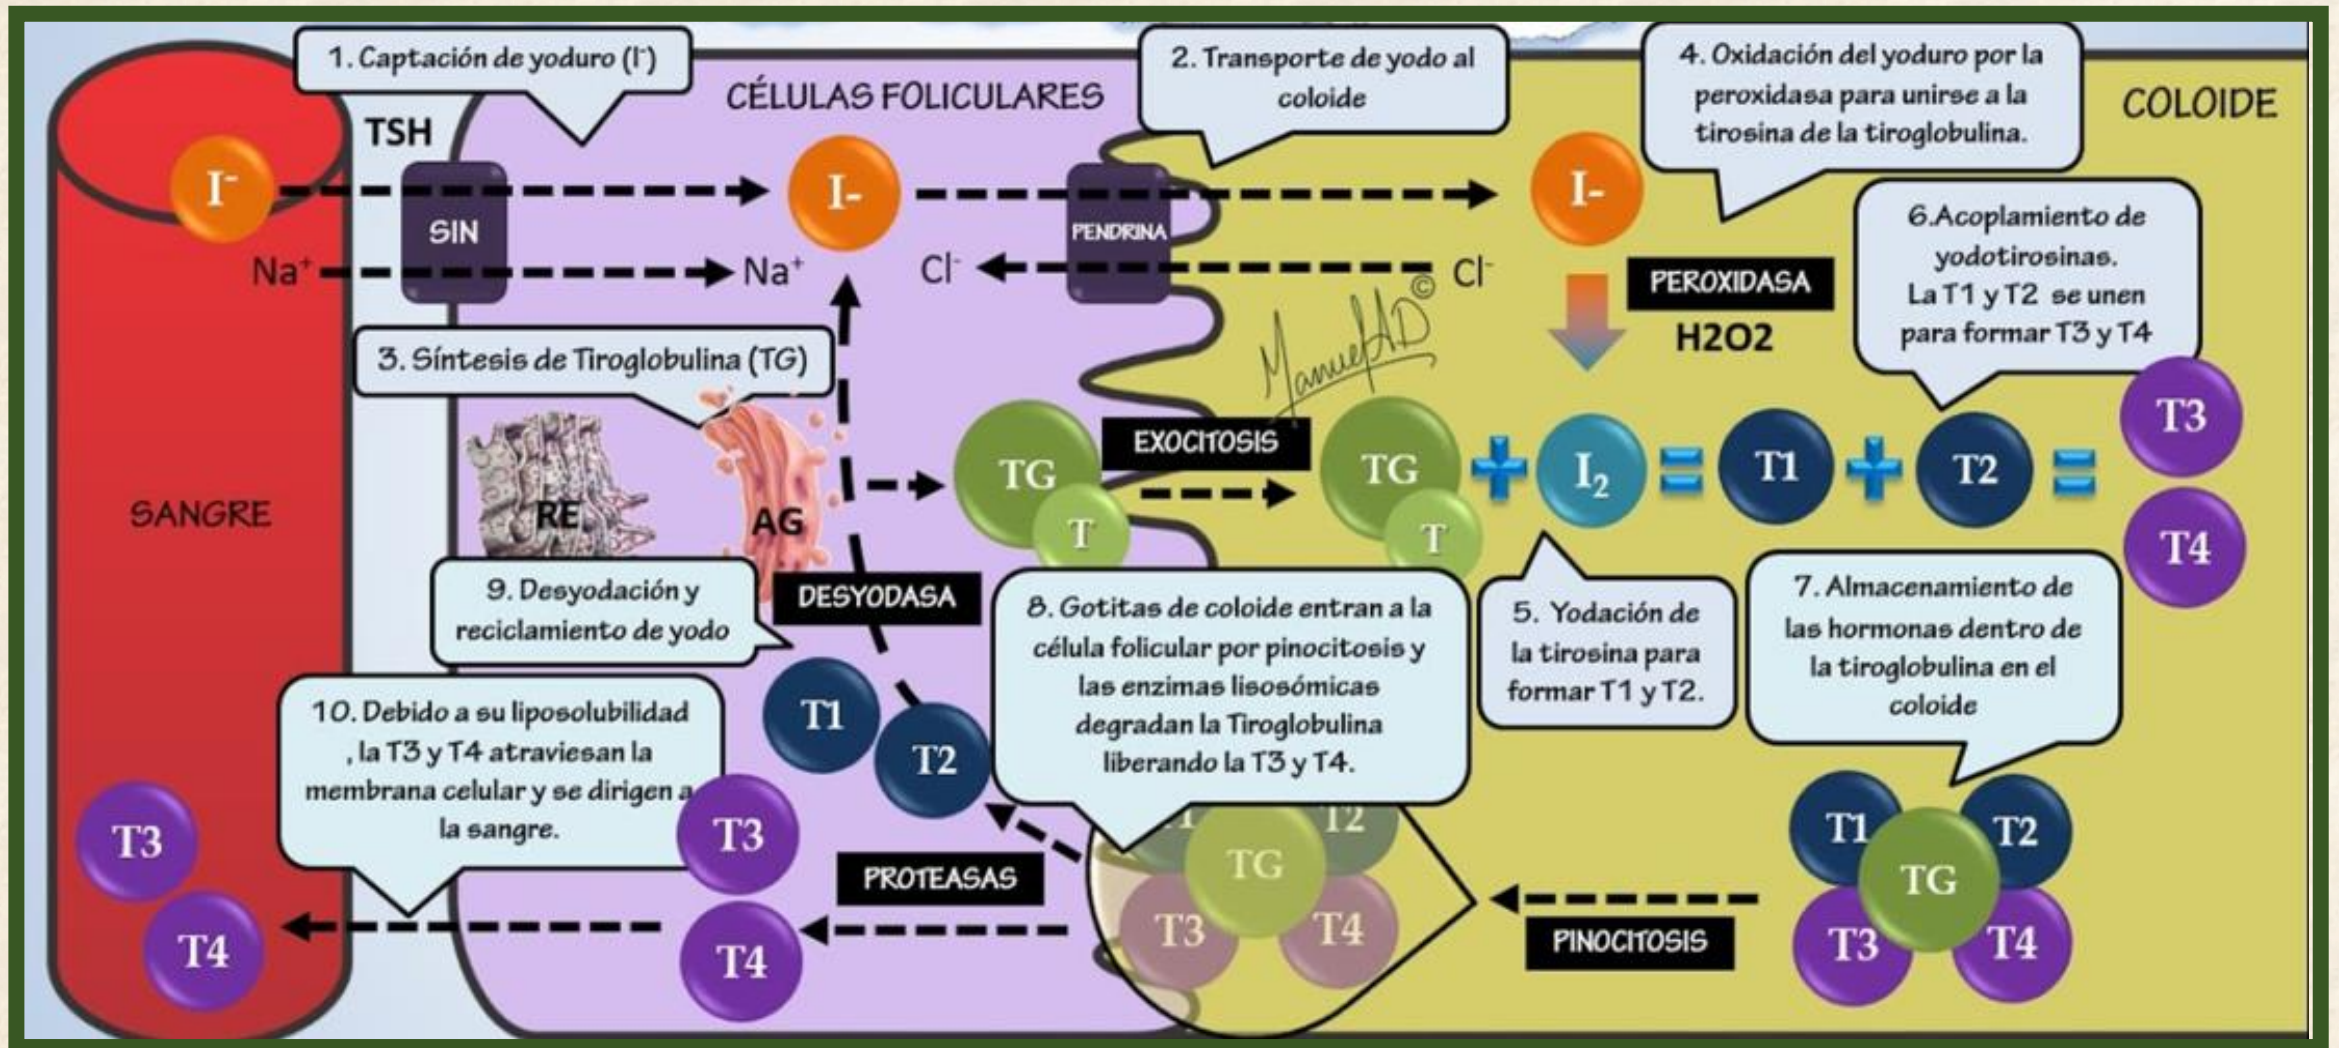 1. Captación de yoduro (I⁻)
CÉLULAS FOLICULARES
2. Transporte de yodo al
coloide
4. Oxidación del yoduro por la
peroxidasa para unirse a la
tirosina de la tiroglobulina.
COLOIDE
TSH
I⁻
SIN
I-
PENDRINA
I-
Na⁺
Na⁺
Cl⁻
Cl⁻
PEROXIDASA
H2O2
6.Acoplamiento de
yodotirosinas.
La T1 y T2 se unen
para formar T3 y T4
3. Síntesis de Tiroglobulina (TG)
ManuelAD©
SANGRE
RE
AG
TG
T
EXOCITOSIS
TG
T
I₂
T1
T2
T3
T4
9. Desyodación y
reciclamiento de yodo
DESYODASA
8. Gotitas de coloide entran a la
célula folicular por pinocitosis y
las enzimas lisosómicas
degradan la Tiroglobulina
liberando la T3 y T4.
5. Yodación de
la tirosina para
formar T1 y T2.
7. Almacenamiento de
las hormonas dentro de
la tiroglobulina en el
coloide
10. Debido a su liposolubilidad
, la T3 y T4 atraviesan la
membrana celular y se dirigen a
la sangre.
T1
T2
T3
T4
T3
T4
PROTEASAS
T2
TG
T3
T4
PINOCITOSIS
T1
T2
TG
T3
T4